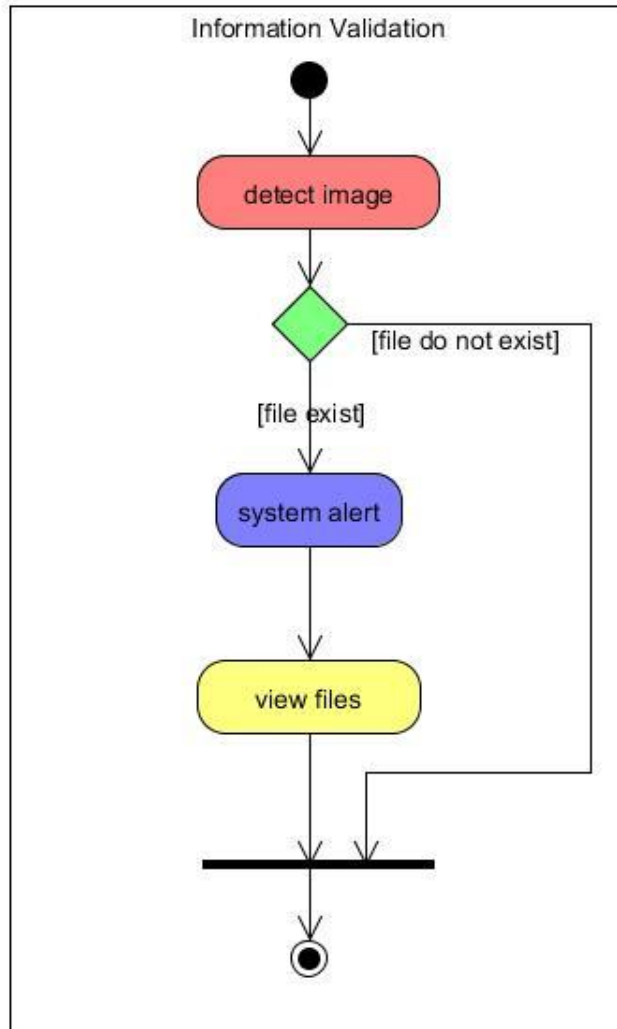 Information Validation
detect image
[file do not exist]
[file exist]
system alert
view files